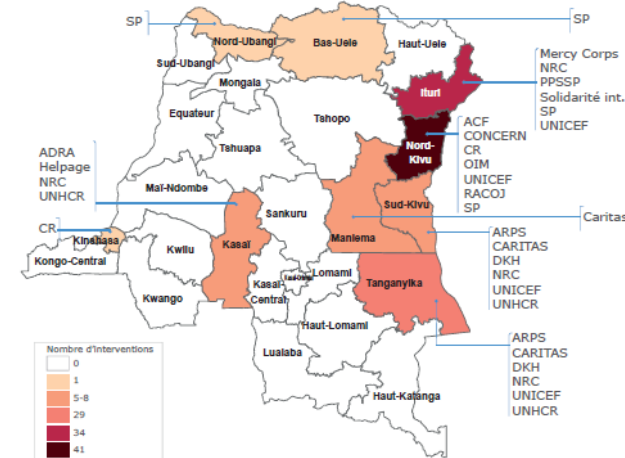 SP
SP
Nord-Ubangi
Bas-Uele
Haut-Uele
Sud-Ubangi
Mongala
Ituri
Mercy Corps
NRC
PPSSP
Solidarité int.
SP
UNICEF
Equateur
Tshopo
Tshuapa
Nord-
Kivu
ACF
CONCERN
CR
OIM
UNICEF
RACOJ
SP
ADRA
Helpage
NRC
UNHCR
Maï-Ndombe
Sankuru
Sud-Kivu
Maniema
Caritas
CR
Kinshasa
Kongo-Central
Kwilu
Kasaï
ARPS
CARITAS
DKH
NRC
UNICEF
UNHCR
Kwango
Kasaï-
Central
Lomami
Tanganyika
Haut-Lomami
Lualaba
Haut-Katanga
ARPS
CARITAS
DKH
NRC
UNICEF
UNHCR
Nombre d'interventions
0
1
5-8
29
34
41